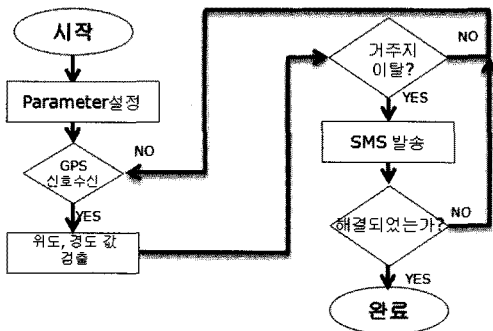 시작
Parameter설정
GPS
신호수신
NO
YES
위도, 경도 값
검출
거주지
이탈?
NO
YES
SMS 발송
해결되었는가?
NO
YES
완료